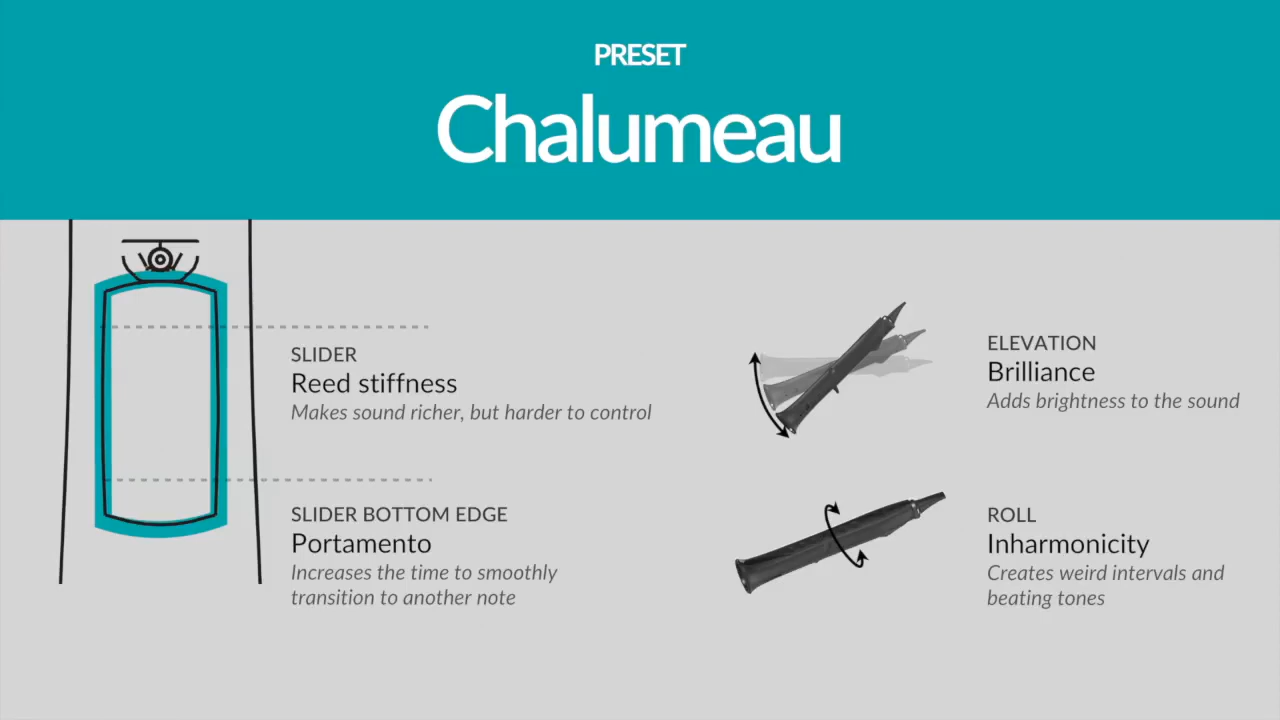 PRESET
Chalumeau
SLIDER
Reed stiffness
Makes sound richer, but harder to control
SLIDER BOTTOM EDGE
Portamento
Increases the time to smoothly
transition to another note
ELEVATION
Brilliance
Adds brightness to the sound
ROLL
Inharmonicity
Creates weird intervals and
beating tones